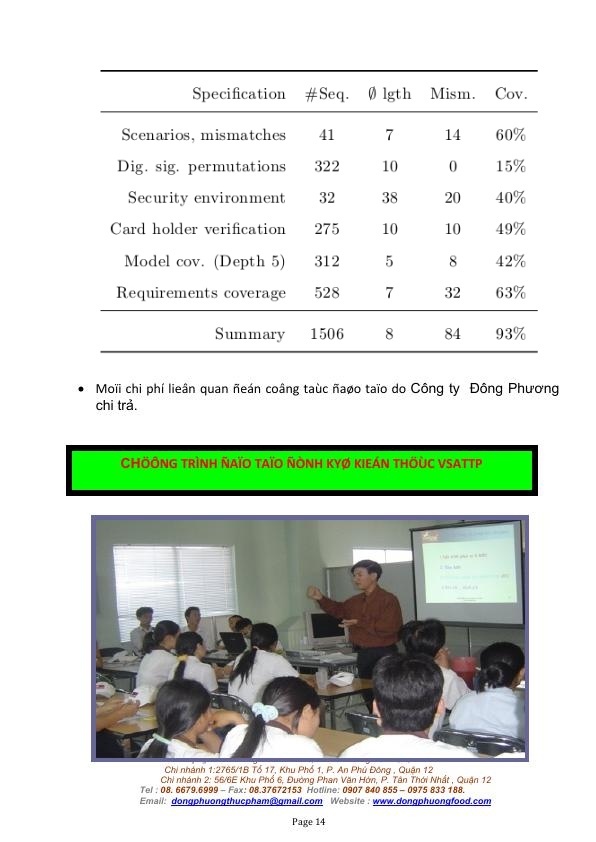 Specification #Seq. ∅ lgth Mism. Cov.
Scenarios, mismatches 41 7 14 60%
Dig. sig. permutations 322 10 0 15%
Security environment 32 38 20 40%
Card holder verification 275 10 10 49%
Model cov. (Depth 5) 312 5 8 42%
Requirements coverage 528 7 32 63%
Summary 1506 8 84 93%
• Moïi chi phí lieân quan ñeán coâng taùc ñaøo taïo do Công ty Đông Phương
chi trả.
CHÖÔNG TRÌNH ÑAÏO TAÏO ÑÒNH KYØ KIEÁN THÖÙC VSATTP
Chi nhánh 1:2765/1B Tổ 17, Khu Phố 1, P. An Phú Đông , Quận 12
Chi nhánh 2: 56/6E Khu Phố 6, Đường Phan Văn Hớn, P. Tân Thới Nhất , Quận 12
Tel : 08. 6679.6999 – Fax: 08.37672153 Hotline: 0907 840 855 – 0975 833 188.
Email: dongphuongthucpham@gmail.com Website : www.dongphuongfood.com
Page 14